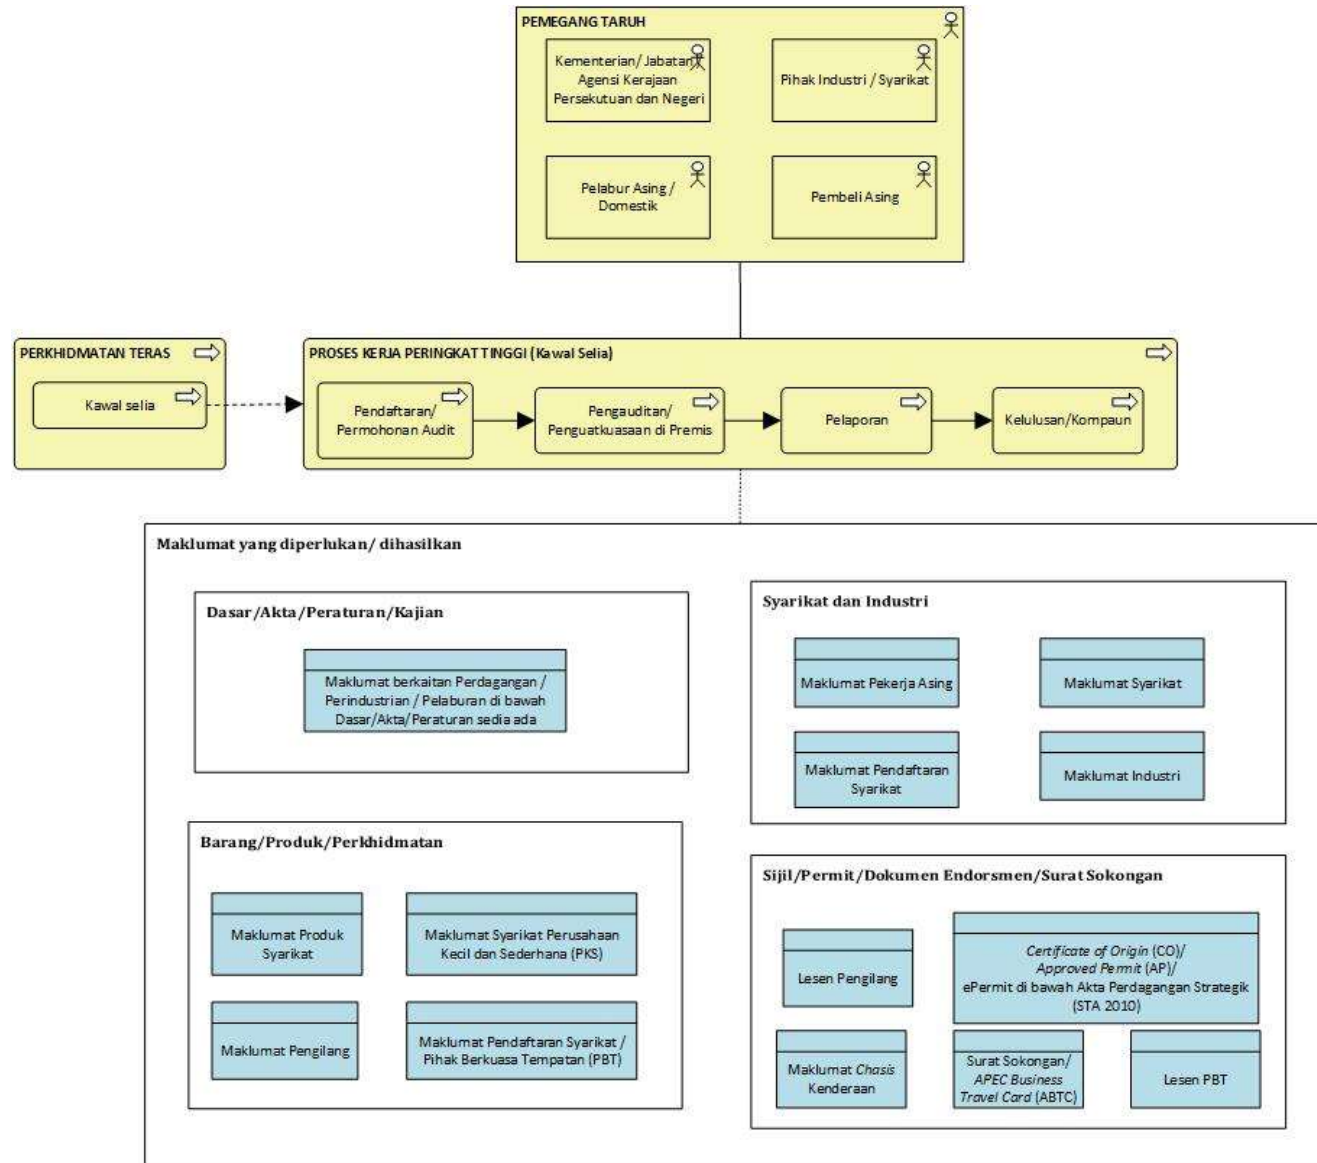 PEMEGANG TARUH
Kementerian/ Jabatan/
Agensi Kerajaan
Persekutuan dan Negeri
Pihak Industri / Syarikat
Pelabur Asing /
Domestik
Pembeli Asing
PERKHIDMATAN TERAS
Kawal selia
PROSES KERJA PERINGKAT TINGGI (Kawal Selia)
Pendaftaran/
Permohonan Audit
Pengauditan/
Penguatkuasaan di Premis
Pelaporan
Kelulusan/Kompaun
Maklumat yang diperlukan/ dihasilkan
Dasar/Akta/Peraturan/Kajian
Maklumat berkaitan Perdagangan /
Perindustrian / Pelaburan di bawah
Dasar/Akta/Peraturan sedia ada
Syarikat dan Industri
Maklumat Pekerja Asing
Maklumat Syarikat
Maklumat Pendaftaran
Syarikat
Maklumat Industri
Barang/Produk/Perkhidmatan
Maklumat Produk
Syarikat
Maklumat Syarikat Perusahaan
Kecil dan Sederhana (PKS)
Maklumat Pengilang
Maklumat Pendaftaran Syarikat /
Pihak Berkuasa Tempatan (PBT)
Sijil/Permit/Dokumen Endorsmen/Surat Sokongan
Lesen Pengilang
Certificate of Origin (CO)/
Approved Permit (AP)/
ePermit di bawah Akta Perdagangan Strategik
(STA 2010)
Maklumat Chasis
Kenderaan
Surat Sokongan/
APEC Business
Travel Card (ABTC)
Lesen PBT